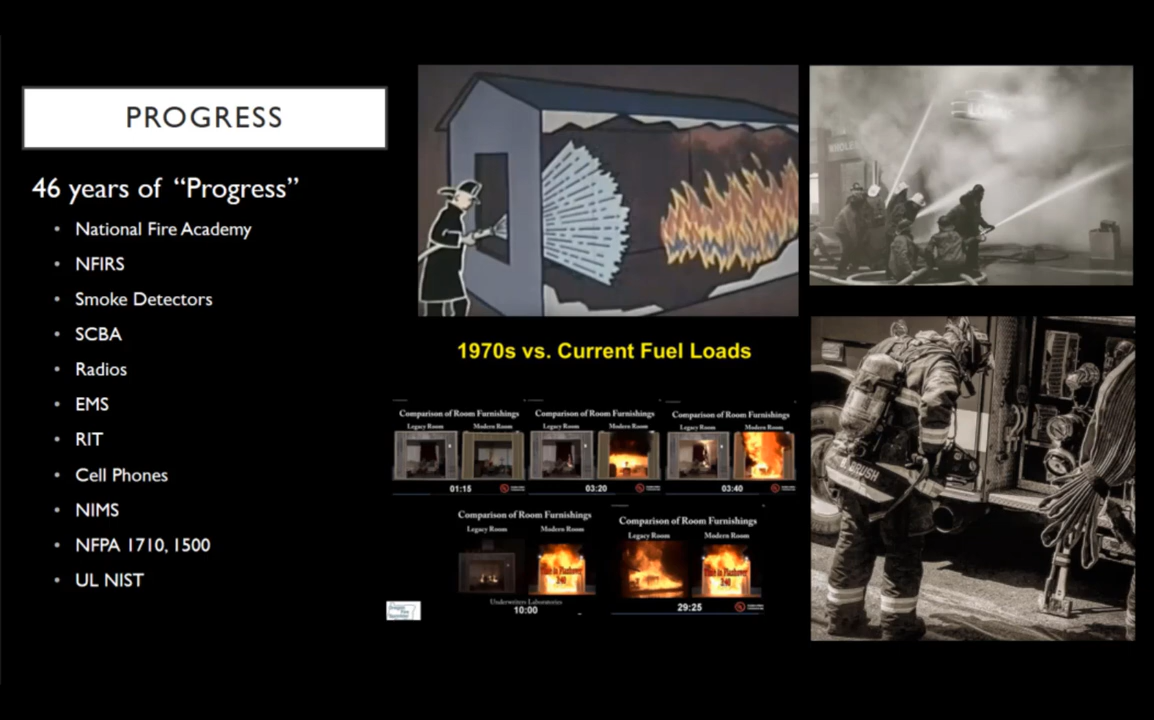 PROGRESS
46 years of “Progress”
• National Fire Academy
• NFIRS
• Smoke Detectors
• SCBA
• Radios
• EMS
• RIT
• Cell Phones
• NIMS
• NFPA 1710, 1500
• UL NIST
WHOLES
1970s vs. Current Fuel Loads
Comparison of Room Furnishings
Legacy Room Modern Room
01:15
Comparison of Room Furnishings
Legacy Room Modern Room
03:20
Comparison of Room Furnishings
Legacy Room Modern Room
03:40
Comparison of Room Furnishings
Legacy Room Modern Room
Underwriters Laboratories
10:00
Comparison of Room Furnishings
Legacy Room Modern Room
29:25
BRUSH